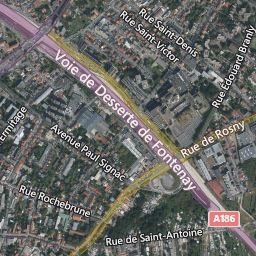 Rue Saint-Denis
Rue Saint-Victor
Rue Édouard Branly
Voie de Desserte de Fontenay
Ermitage
Avenue Paul Signac
Rue de Rosny
Rue Rochebrune
A186
Rue de Saint-Antoine